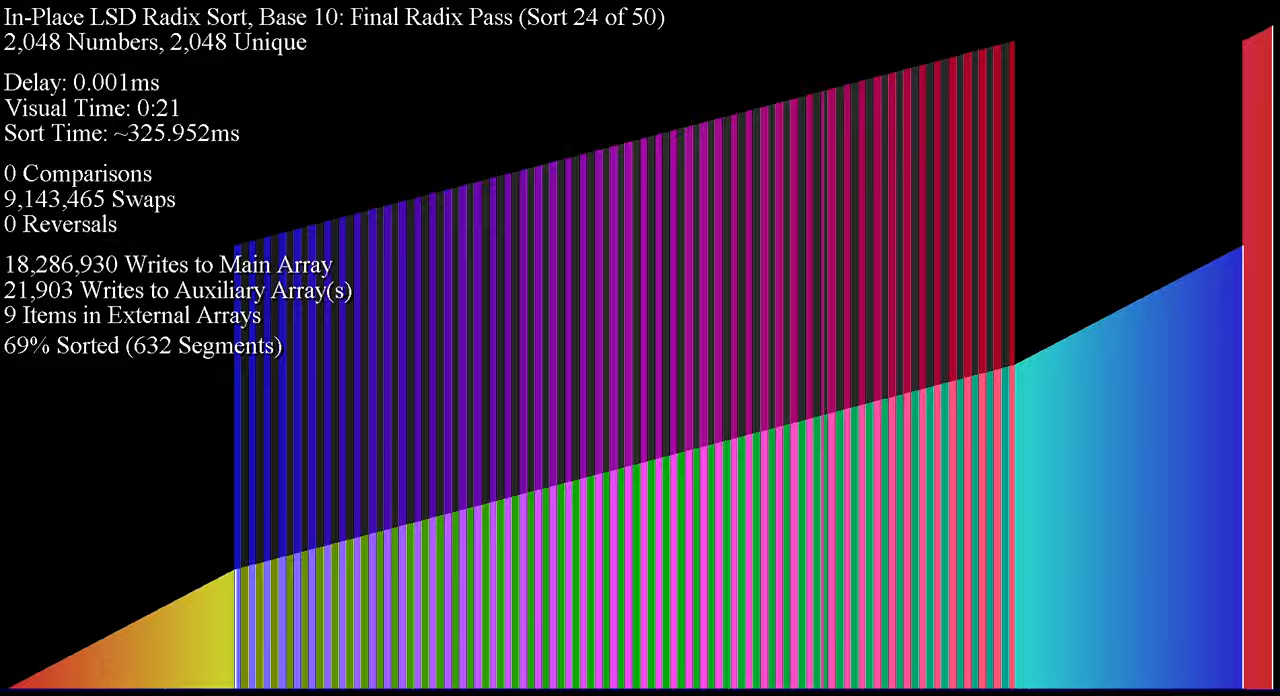 In-Place LSD Radix Sort, Base 10: Final Radix Pass (Sort 24 of 50)
2,048 Numbers, 2,048 Unique
Delay: 0.001ms
Visual Time: 0:21
Sort Time: ~325.952ms
0 Comparisons
9,143,465 Swaps
0 Reversals
18,286,930 Writes to Main Array
21,903 Writes to Auxiliary Array(s)
9 Items in External Arrays
69% Sorted (632 Segments)